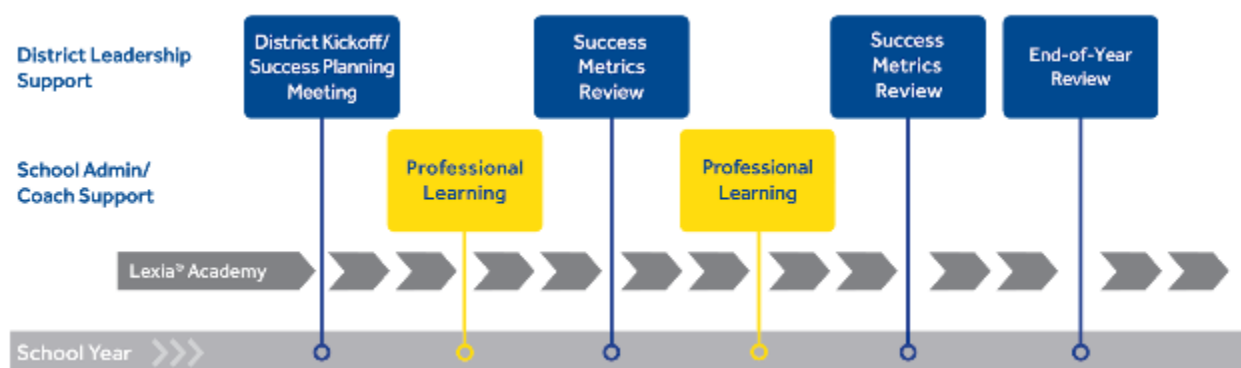 District Leadership
Support
District Kickoff/
Success Planning
Meeting
Success
Metrics
Review
Success
Metrics
Review
End-of-Year
Review
School Admin/
Coach Support
Professional
Learning
Professional
Learning
Lexia® Academy
School Year